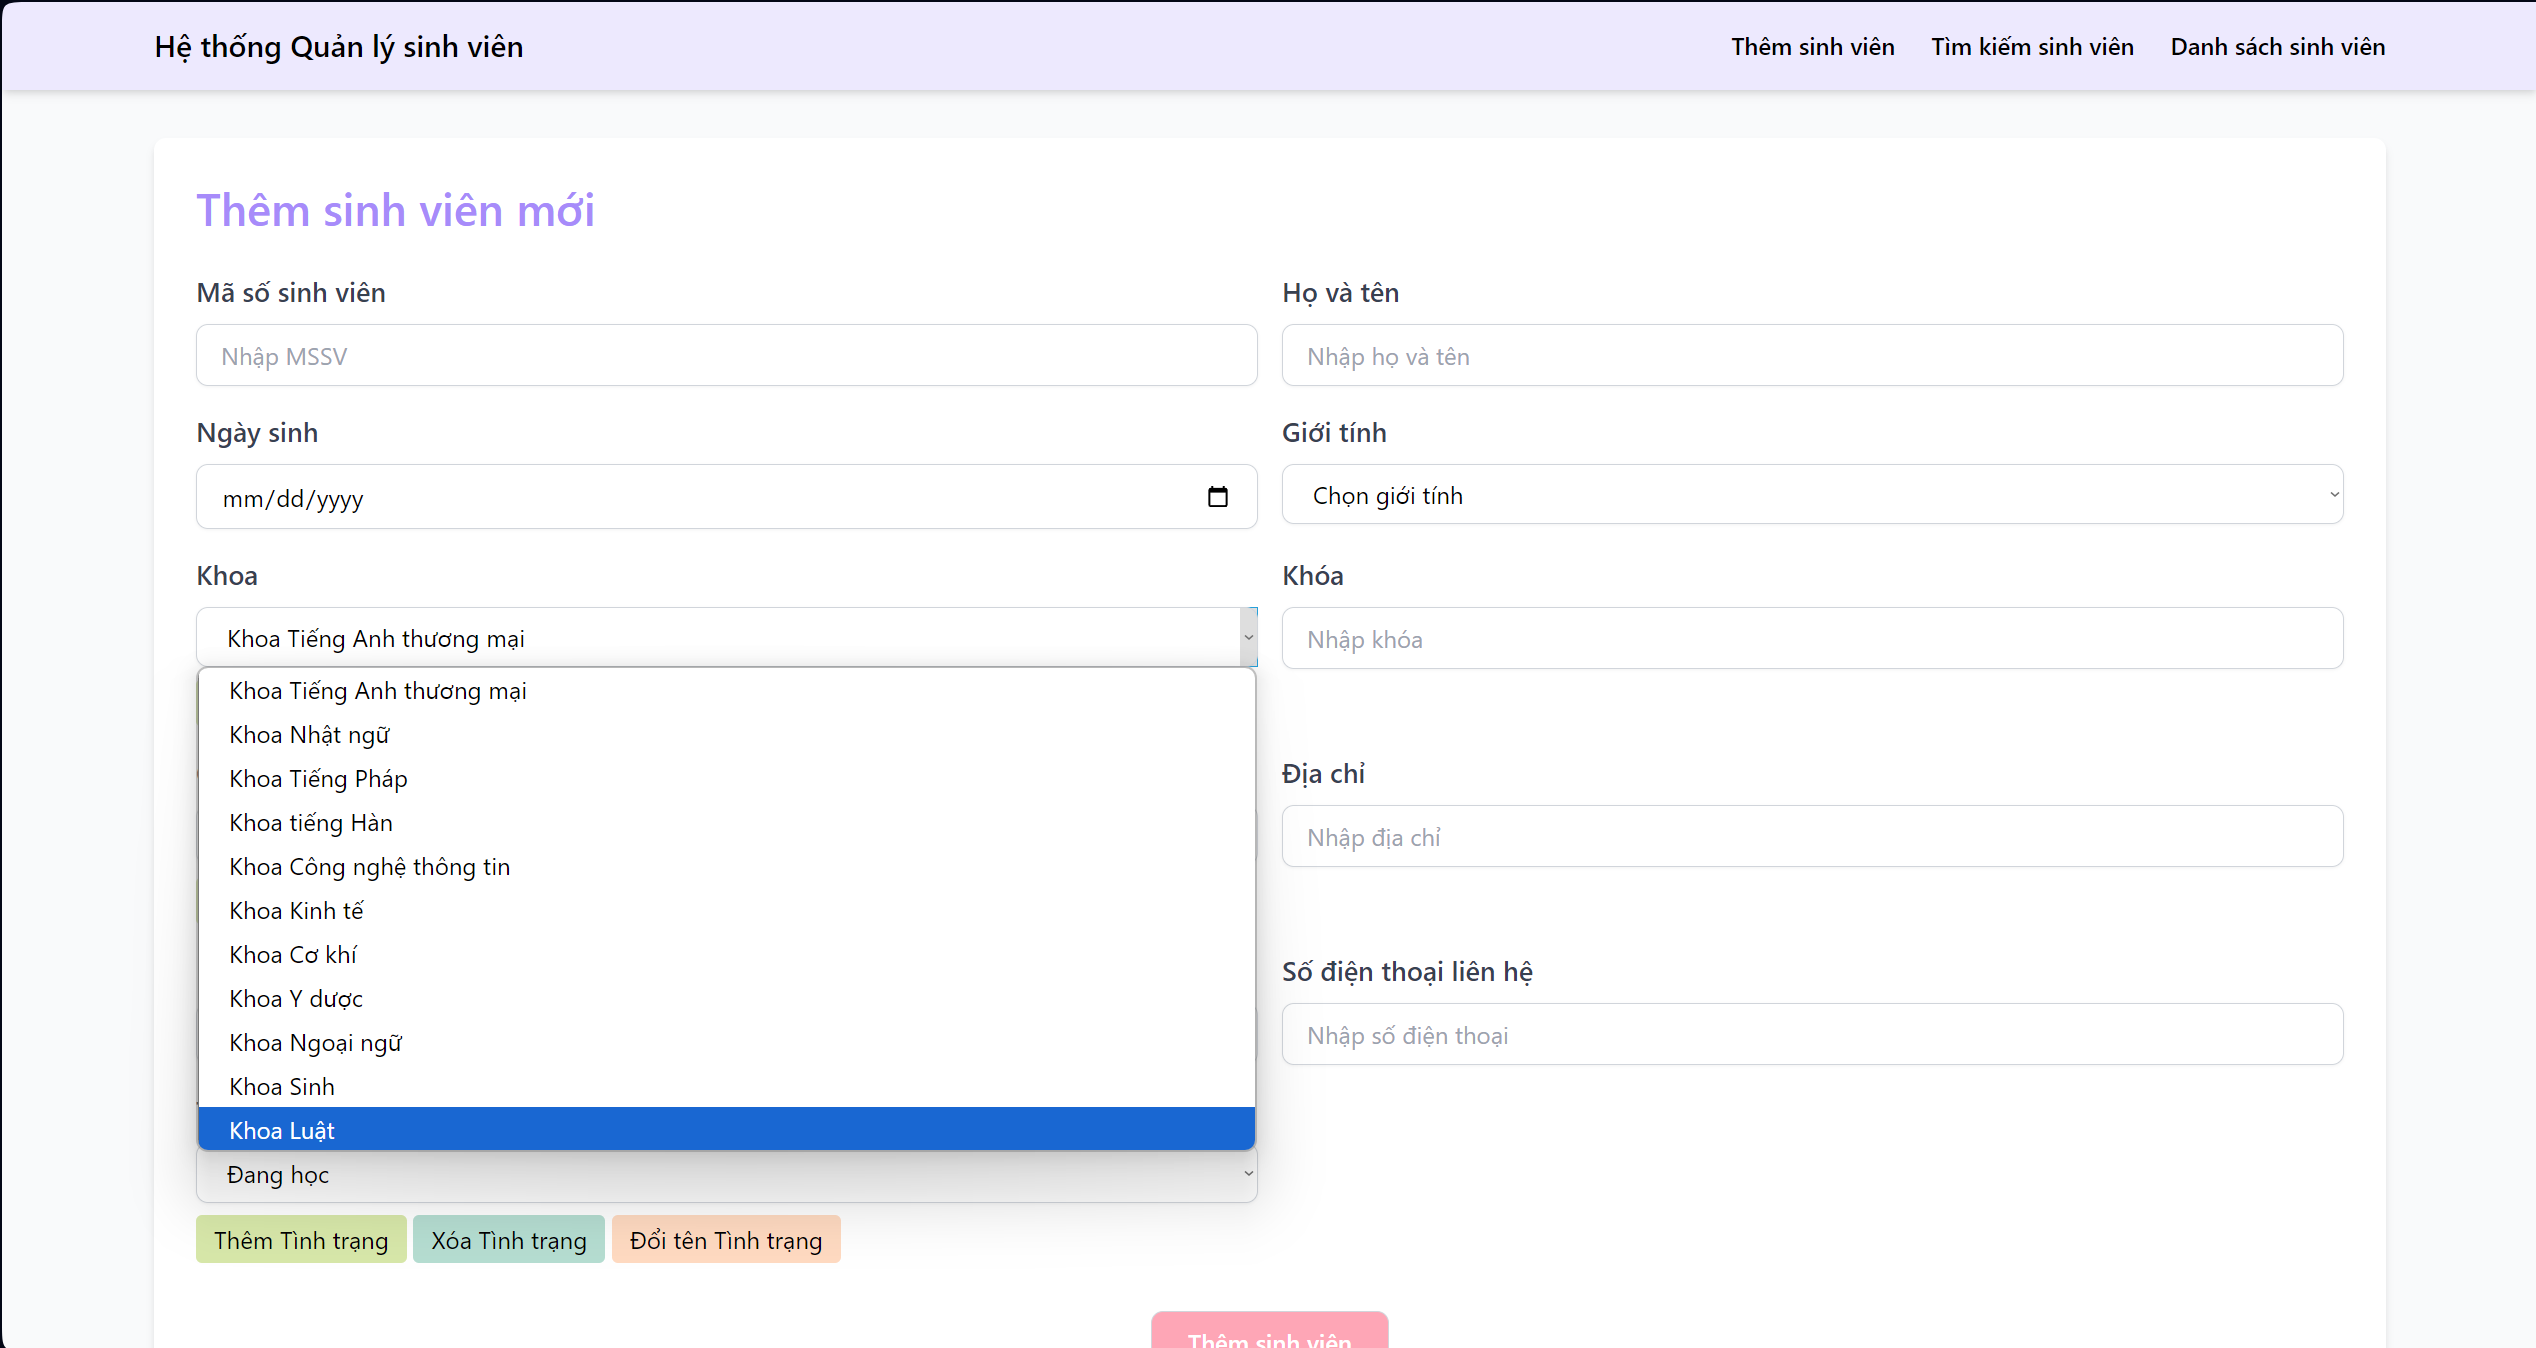 Hệ thống Quản lý sinh viên
Thêm sinh viên Tìm kiếm sinh viên Danh sách sinh viên
Thêm sinh viên mới
Mã số sinh viên
Nhập MSSV
Họ và tên
Nhập họ và tên
Ngày sinh
mm/dd/yyyy
Giới tính
Chọn giới tính
Khoa
Khoa Tiếng Anh thương mại
Khoa Tiếng Anh thương mại
Khoa Nhật ngữ
Khoa Tiếng Pháp
Khoa tiếng Hàn
Khoa Công nghệ thông tin
Khoa Kinh tế
Khoa Cơ khí
Khoa Y dược
Khoa Ngoại ngữ
Khoa Sinh
Khoa Luật
Khóa
Nhập khóa
Địa chỉ
Nhập địa chỉ
Số điện thoại liên hệ
Nhập số điện thoại
Đang học
Thêm Tình trạng Xóa Tình trạng Đổi tên Tình trạng
Thêm sinh viên